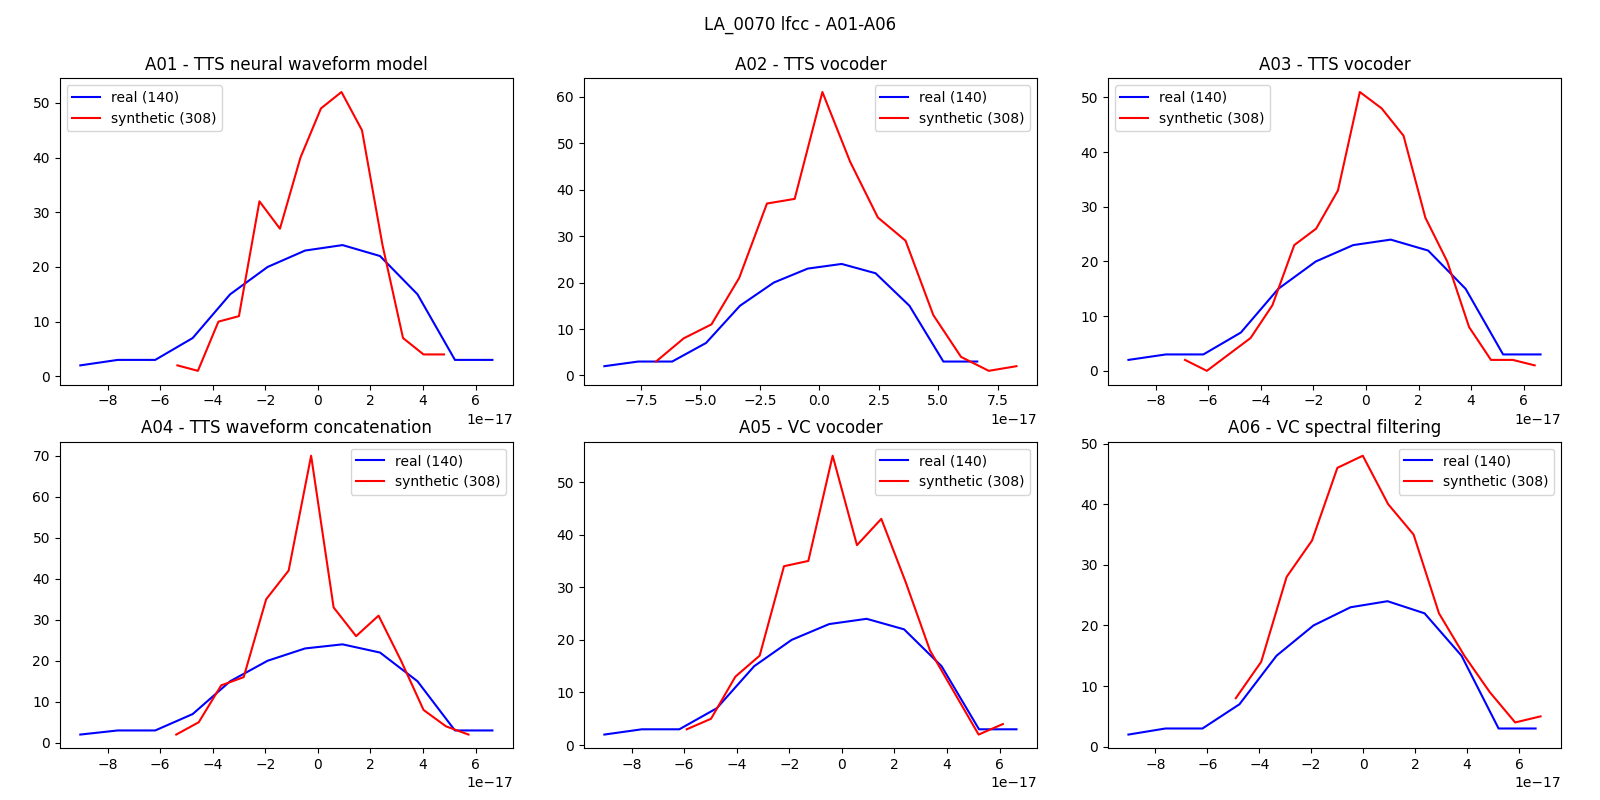 LA_0070 lfcc - A01-A06
A01 - TTS neural waveform model
real (140)
synthetic (308)
50
40
30
20
10
0
−8 −6 −4 −2 0 2 4 6
1e−17
A02 - TTS vocoder
real (140)
synthetic (308)
60
50
40
30
20
10
0
−7.5 −5.0 −2.5 0.0 2.5 5.0 7.5
1e−17
A03 - TTS vocoder
real (140)
synthetic (308)
50
40
30
20
10
0
−8 −6 −4 −2 0 2 4 6
1e−17
A04 - TTS waveform concatenation
real (140)
synthetic (308)
70
60
50
40
30
20
10
0
−8 −6 −4 −2 0 2 4 6
1e−17
A05 - VC vocoder
real (140)
synthetic (308)
50
40
30
20
10
0
−8 −6 −4 −2 0 2 4 6
1e−17
A06 - VC spectral filtering
real (140)
synthetic (308)
50
40
30
20
10
0
−8 −6 −4 −2 0 2 4 6
1e−17